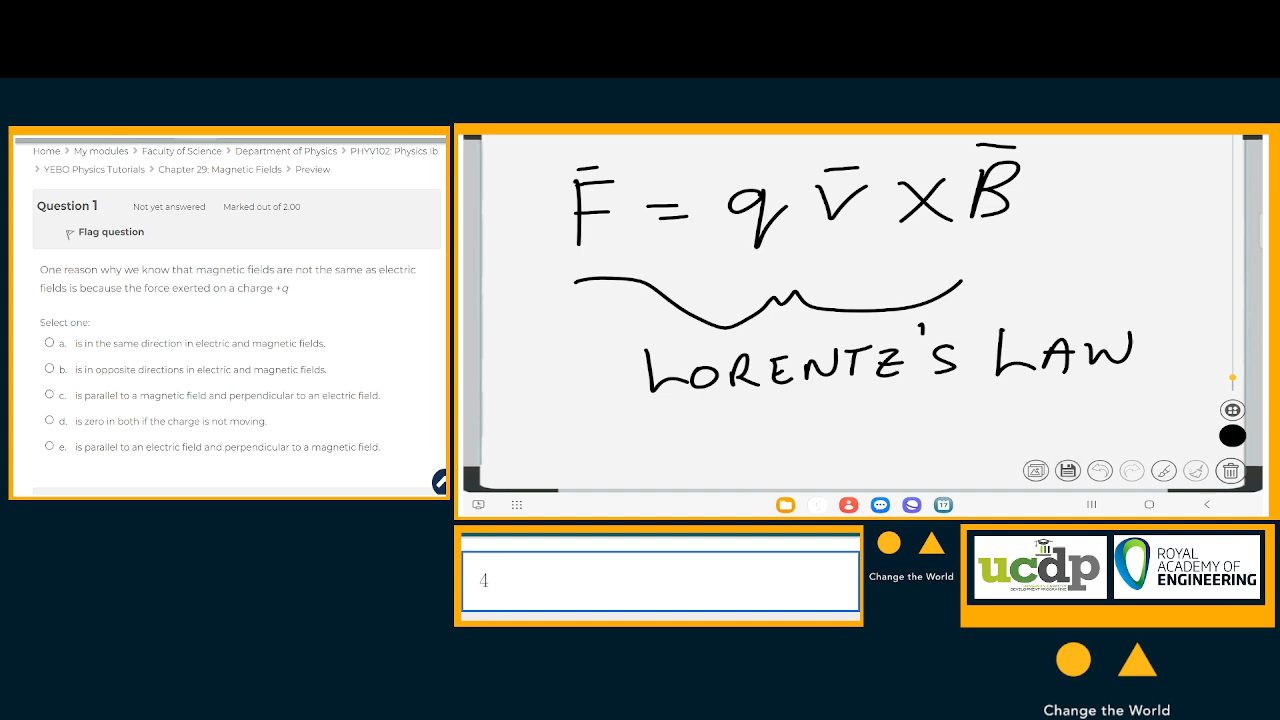 Home > My modules > Faculty of Science > Department of Physics > PHYV102: Physics Ib
> YEBO Physics Tutorials > Chapter 29: Magnetic Fields > Preview
Question 1 Not yet answered Marked out of 2.00
Flag question
One reason why we know that magnetic fields are not the same as electric
fields is because the force exerted on a charge +q
Select one:
a. is in the same direction in electric and magnetic fields.
b. is in opposite directions in electric and magnetic fields.
c. is parallel to a magnetic field and perpendicular to an electric field.
d. is zero in both if the charge is not moving.
e. is parallel to an electric field and perpendicular to a magnetic field.
F̄ = q v̄ × B̄
LORENTZ'S LAW
17
4
Change the World
ucdp
ROYAL
ACADEMY OF
ENGINEERING
Change the World